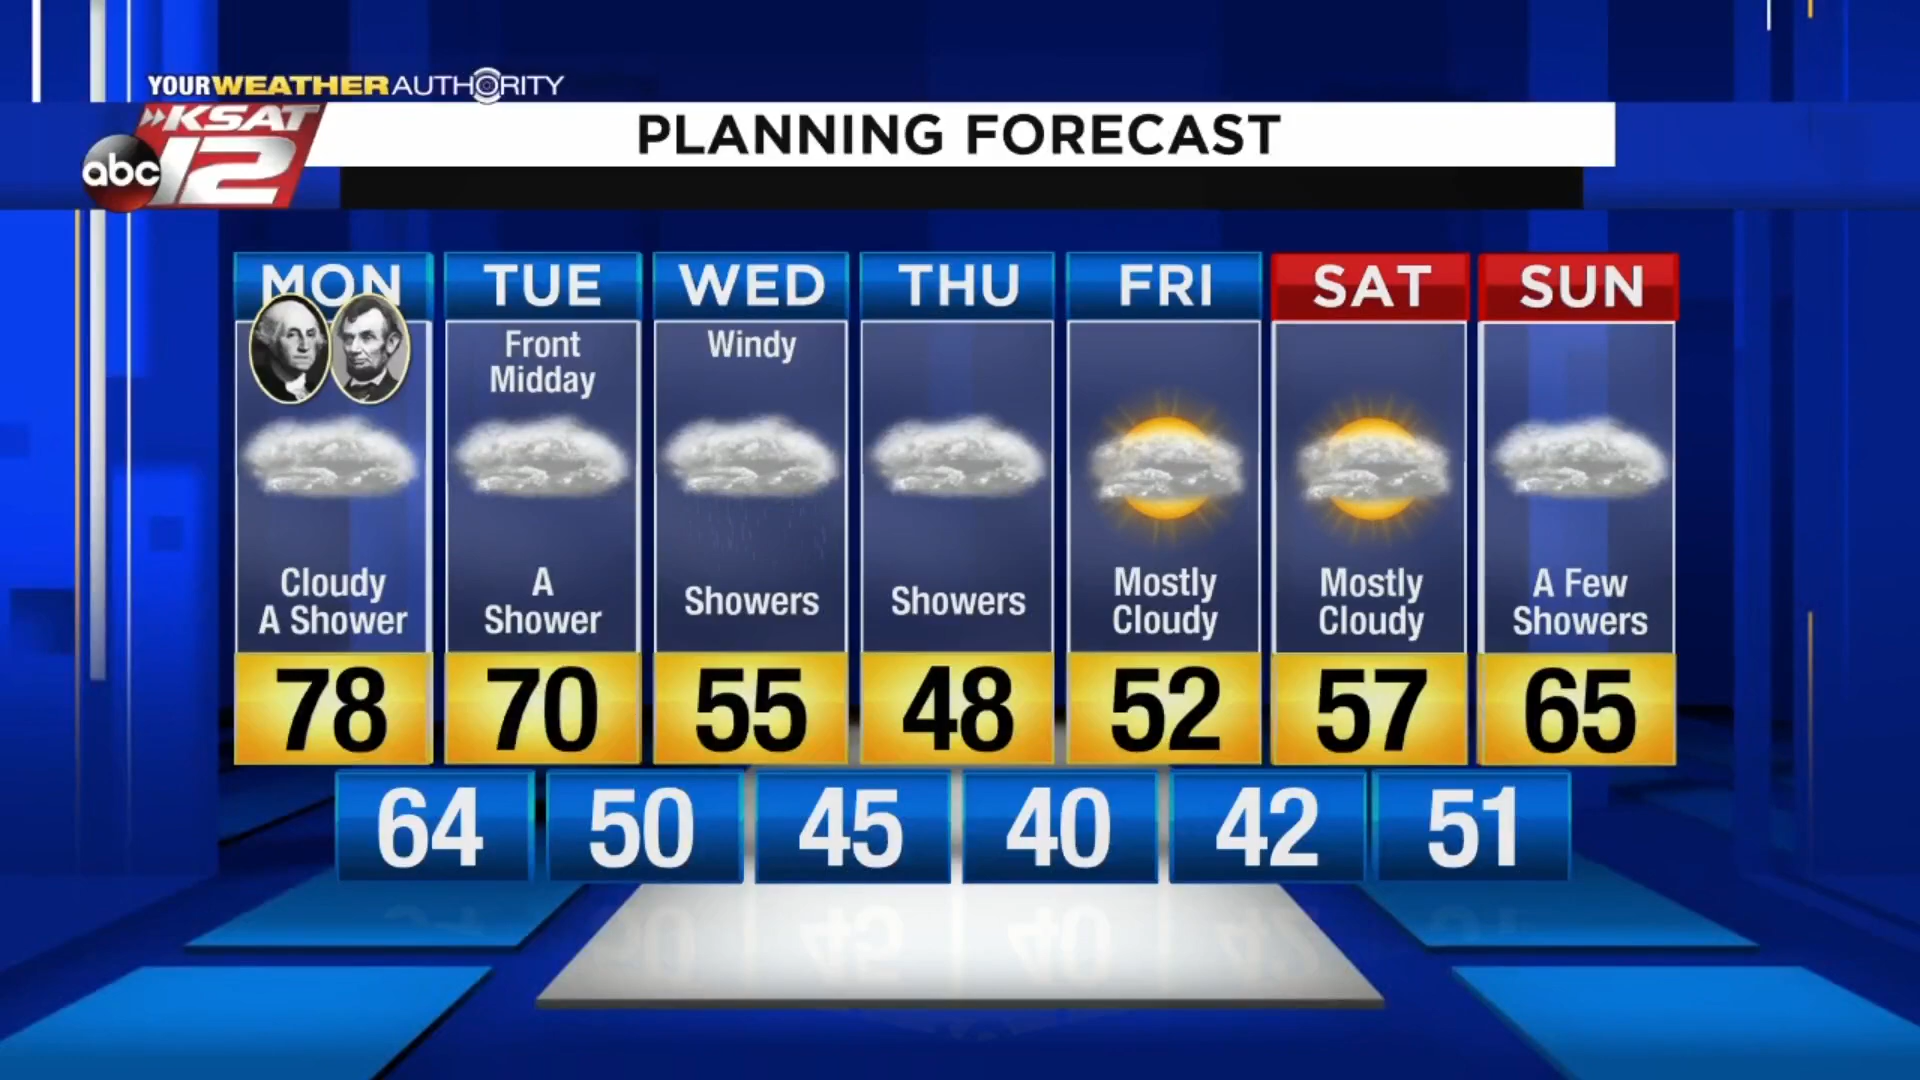 YOURWEATHERAUTHORITY
KSAT
abc
12
PLANNING FORECAST
MON
TUE
WED
THU
FRI
SAT
SUN
Front
Midday
Windy
Cloudy
A Shower
A
Shower
Showers
Showers
Mostly
Cloudy
Mostly
Cloudy
A Few
Showers
78
70
55
48
52
57
65
64
50
45
40
42
51